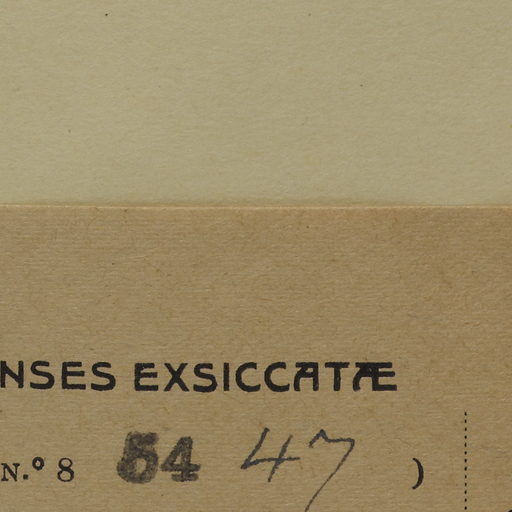 NSES EXSICCATÆ
N.º 8 54 47 )